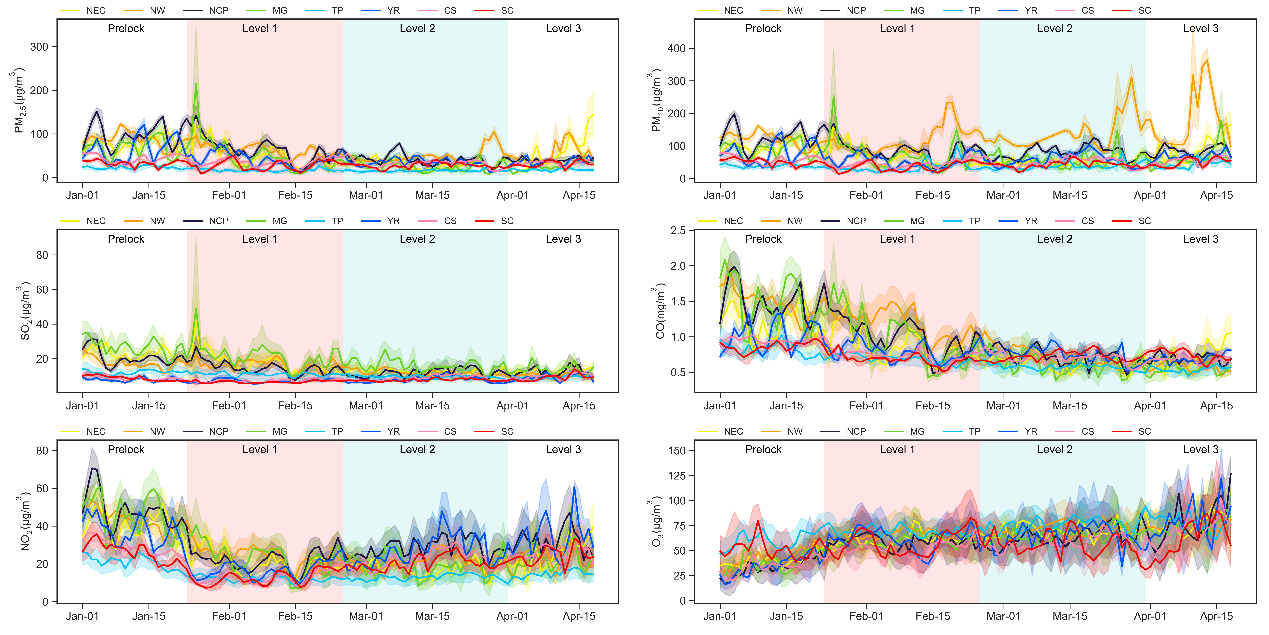 NEC NW NCP MG TP YR CS SC
Prelock Level 1 Level 2 Level 3
PM2.5(μg/m3)
300
200
100
0
Jan-01 Jan-15 Feb-01 Feb-15 Mar-01 Mar-15 Apr-01 Apr-15
NEC NW NCP MG TP YR CS SC
Prelock Level 1 Level 2 Level 3
PM10(μg/m3)
400
300
200
100
0
Jan-01 Jan-15 Feb-01 Feb-15 Mar-01 Mar-15 Apr-01 Apr-15
NEC NW NCP MG TP YR CS SC
Prelock Level 1 Level 2 Level 3
SO2(μg/m3)
80
60
40
20
Jan-01 Jan-15 Feb-01 Feb-15 Mar-01 Mar-15 Apr-01 Apr-15
NEC NW NCP MG TP YR CS SC
Prelock Level 1 Level 2 Level 3
CO(mg/m3)
2.5
2.0
1.5
1.0
0.5
Jan-01 Jan-15 Feb-01 Feb-15 Mar-01 Mar-15 Apr-01 Apr-15
NEC NW NCP MG TP YR CS SC
Prelock Level 1 Level 2 Level 3
NO2(μg/m3)
80
60
40
20
0
Jan-01 Jan-15 Feb-01 Feb-15 Mar-01 Mar-15 Apr-01 Apr-15
NEC NW NCP MG TP YR CS SC
Prelock Level 1 Level 2 Level 3
O3(μg/m3)
150
125
100
75
50
25
0
Jan-01 Jan-15 Feb-01 Feb-15 Mar-01 Mar-15 Apr-01 Apr-15